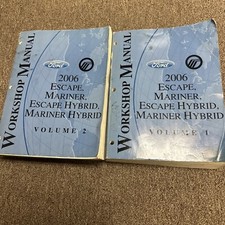 WORKSHOP MANUAL
Ford
2006
ESCAPE,
MARINER,
ESCAPE HYBRID,
MARINER HYBRID
VOLUME 2
WORKSHOP MANUAL
Ford
2006
ESCAPE,
MARINER,
ESCAPE HYBRID,
MARINER HYBRID
VOLUME 1